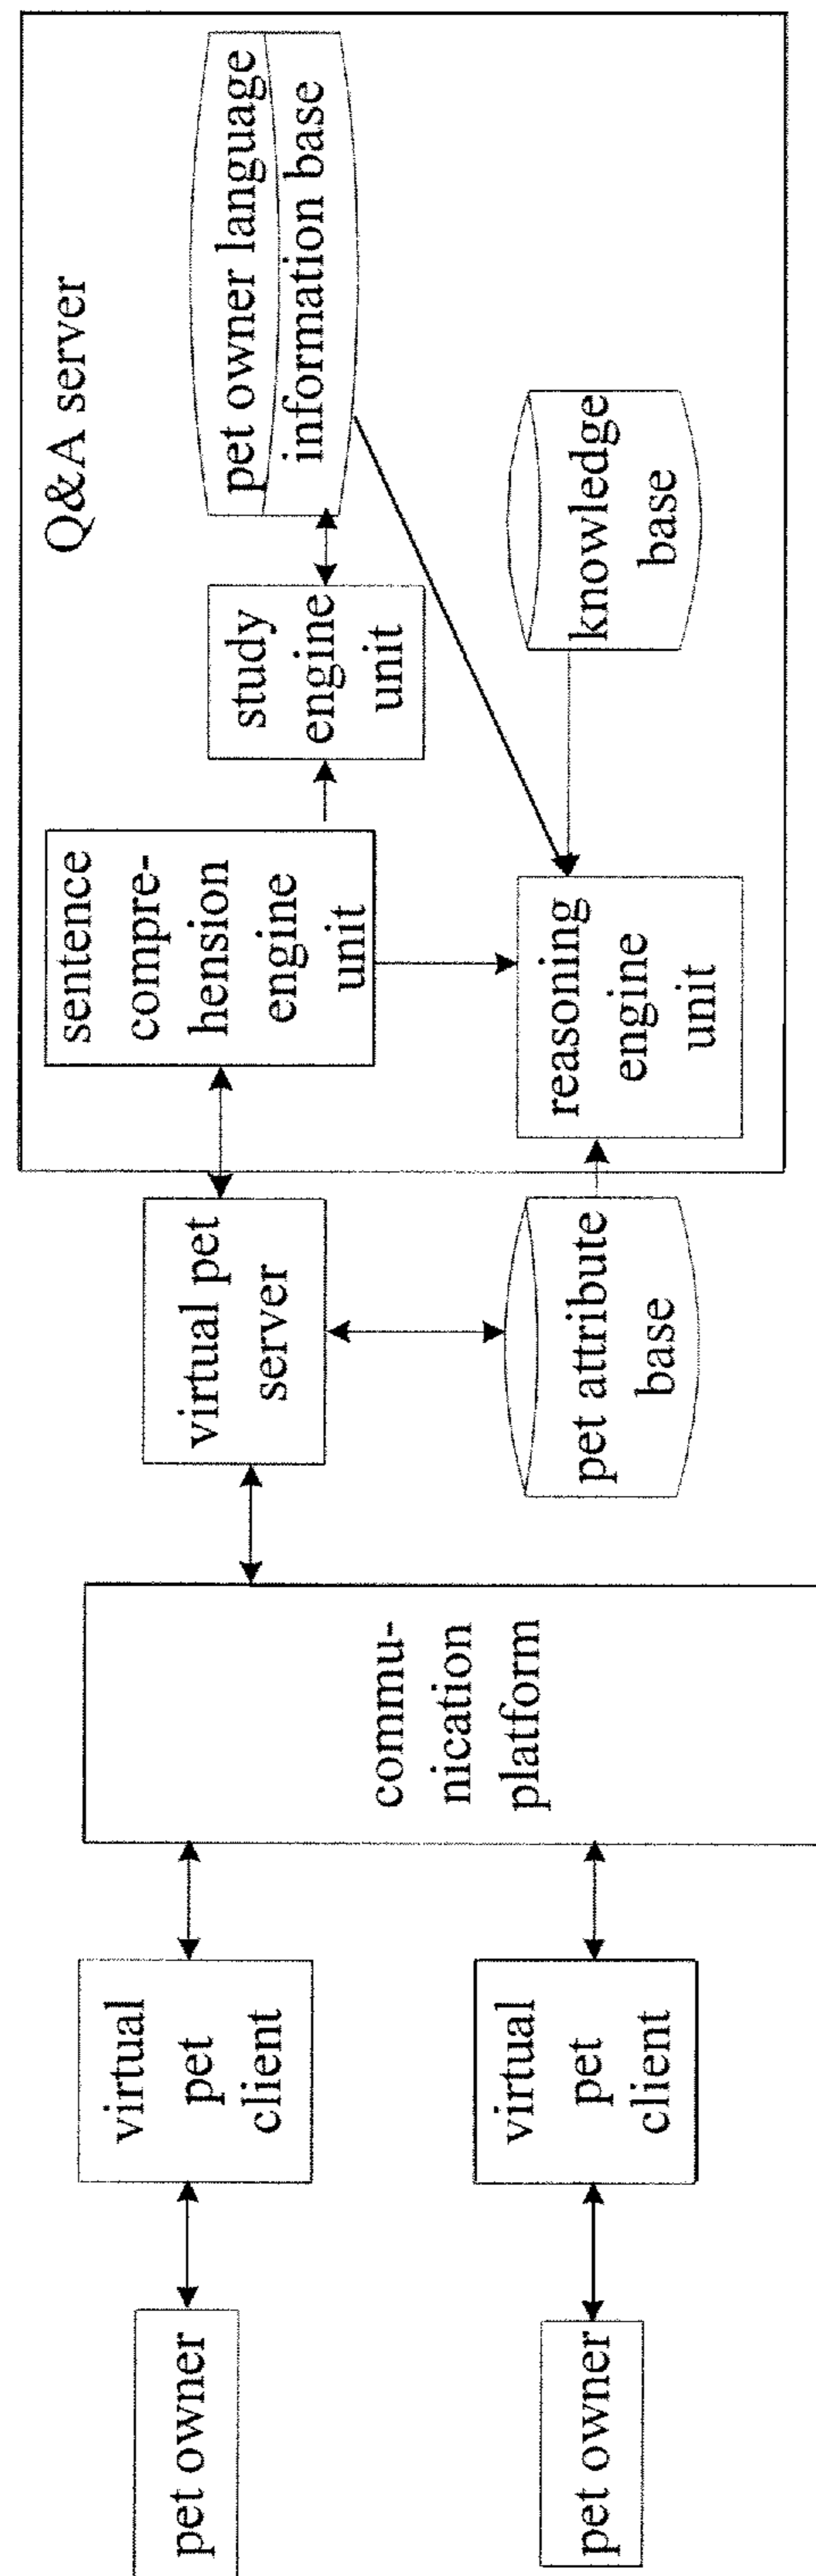 pet owner
virtual
pet
client
pet owner
virtual
pet
client
commu-
nication
platform
virtual pet
server
pet attribute
base
Q&A server
sentence
compre-
hension
engine
unit
study
engine
unit
pet owner language
information base
reasoning
engine
unit
knowledge
base